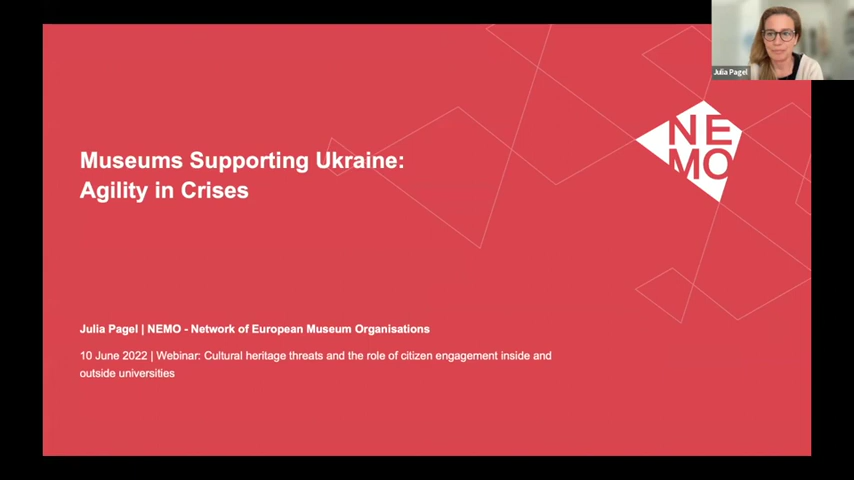 Julia Pagel
NE
MO
Museums Supporting Ukraine:
Agility in Crises
Julia Pagel | NEMO - Network of European Museum Organisations
10 June 2022 | Webinar: Cultural heritage threats and the role of citizen engagement inside and
outside universities